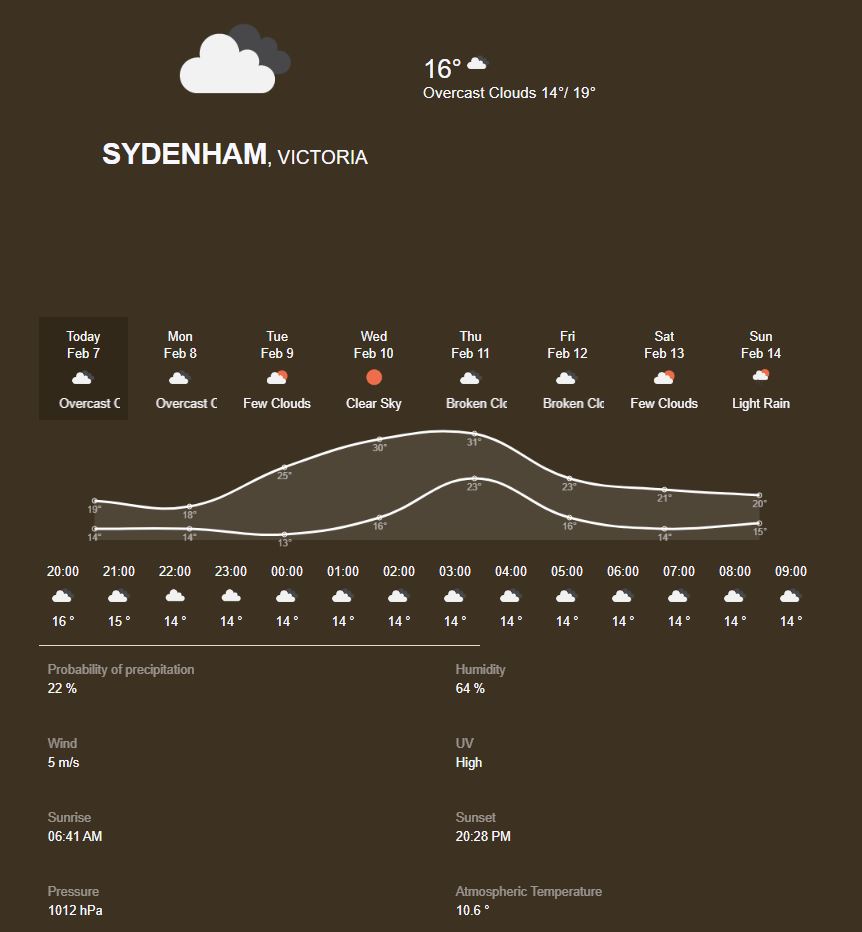 16°
Overcast Clouds 14°/ 19°
SYDENHAM, VICTORIA
Today Mon Tue Wed Thu Fri Sat Sun
Feb 7 Feb 8 Feb 9 Feb 10 Feb 11 Feb 12 Feb 13 Feb 14
Overcast C Overcast C Few Clouds Clear Sky Broken Clo Broken Clo Few Clouds Light Rain
19° 18° 25° 30° 31° 23° 21° 20°
14° 14° 13° 16° 23° 16° 14° 15°
20:00 21:00 22:00 23:00 00:00 01:00 02:00 03:00 04:00 05:00 06:00 07:00 08:00 09:00
16 ° 15 ° 14 ° 14 ° 14 ° 14 ° 14 ° 14 ° 14 ° 14 ° 14 ° 14 ° 14 ° 14 °
Probability of precipitation Humidity
22 % 64 %
Wind UV
5 m/s High
Sunrise Sunset
06:41 AM 20:28 PM
Pressure Atmospheric Temperature
1012 hPa 10.6 °